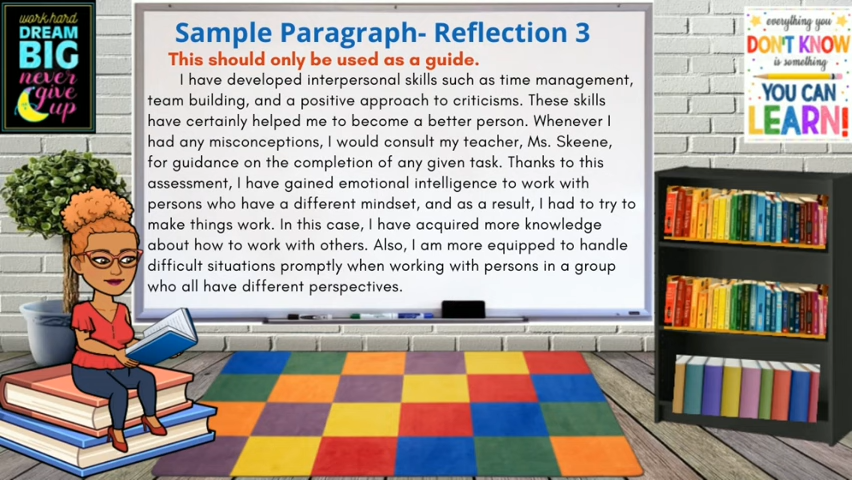 work hard
DREAM
BIG
never
give
up
Sample Paragraph- Reflection 3
This should only be used as a guide.
I have developed interpersonal skills such as time management,
team building, and a positive approach to criticisms. These skills
have certainly helped me to become a better person. Whenever I
had any misconceptions, I would consult my teacher, Ms. Skeene,
for guidance on the completion of any given task. Thanks to this
assessment, I have gained emotional intelligence to work with
persons who have a different mindset, and as a result, I had to try to
make things work. In this case, I have acquired more knowledge
about how to work with others. Also, I am more equipped to handle
difficult situations promptly when working with persons in a group
who all have different perspectives.
everything you
DON'T KNOW
is something
YOU CAN
LEARN!